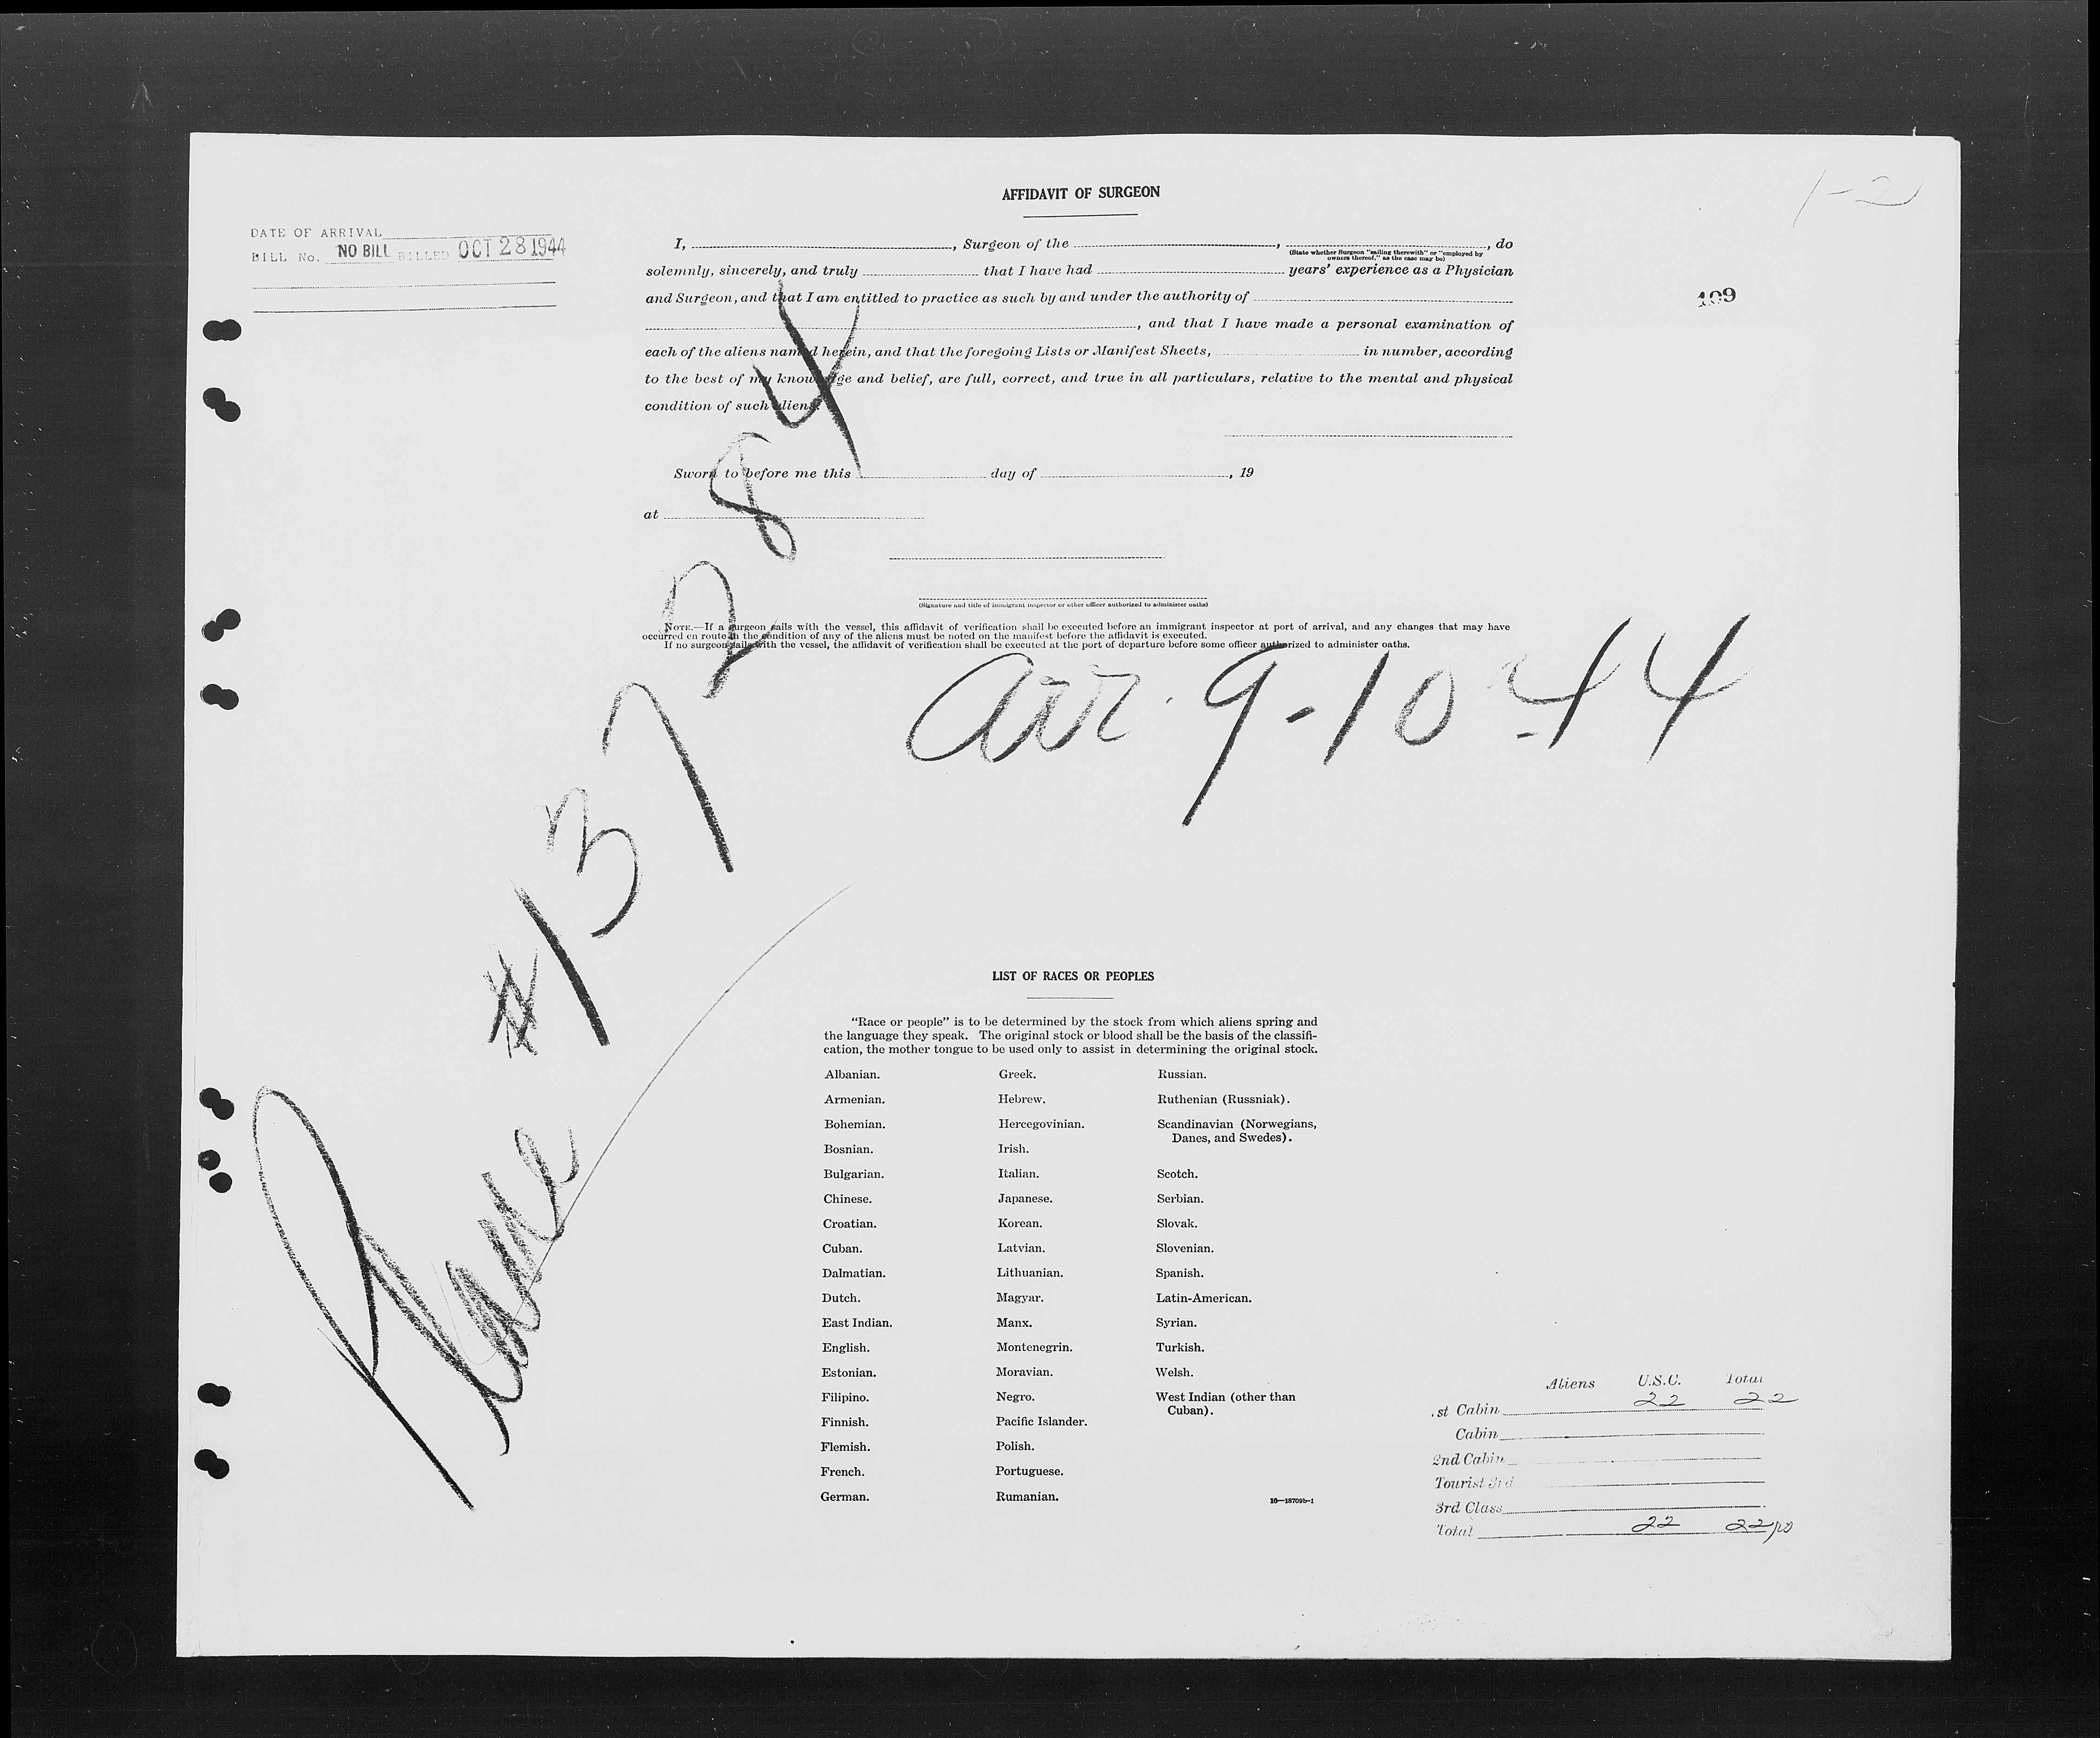 1-2
AFFIDAVIT OF SURGEON
DATE OF ARRIVAL
BILL No. NO BILL BILLED OCT 28 1944
I, , Surgeon of the , , do
(State whether Surgeon "sailing therewith" or "employed by
owners thereof," as the case may be)
solemnly, sincerely, and truly that I have had years' experience as a Physician
and Surgeon, and that I am entitled to practice as such by and under the authority of
109
, and that I have made a personal examination of
each of the aliens named herein, and that the foregoing Lists or Manifest Sheets, in number, according
to the best of my knowledge and belief, are full, correct, and true in all particulars, relative to the mental and physical
condition of such aliens.
Sworn to before me this day of , 19
at
(Signature and title of immigrant inspector or other officer authorized to administer oaths)
NOTE.—If a surgeon sails with the vessel, this affidavit of verification shall be executed before an immigrant inspector at port of arrival, and any changes that may have
occurred en route in the condition of any of the aliens must be noted on the manifest before the affidavit is executed.
If no surgeon sails with the vessel, the affidavit of verification shall be executed at the port of departure before some officer authorized to administer oaths.
arr. 9-10-44
Plane #137284
LIST OF RACES OR PEOPLES
"Race or people" is to be determined by the stock from which aliens spring and
the language they speak. The original stock or blood shall be the basis of the classifi-
cation, the mother tongue to be used only to assist in determining the original stock.
Albanian.
Armenian.
Bohemian.
Bosnian.
Bulgarian.
Chinese.
Croatian.
Cuban.
Dalmatian.
Dutch.
East Indian.
English.
Estonian.
Filipino.
Finnish.
Flemish.
French.
German.
Greek.
Hebrew.
Hercegovinian.
Irish.
Italian.
Japanese.
Korean.
Latvian.
Lithuanian.
Magyar.
Manx.
Montenegrin.
Moravian.
Negro.
Pacific Islander.
Polish.
Portuguese.
Rumanian.
Russian.
Ruthenian (Russniak).
Scandinavian (Norwegians,
Danes, and Swedes).
Scotch.
Serbian.
Slovak.
Slovenian.
Spanish.
Latin-American.
Syrian.
Turkish.
Welsh.
West Indian (other than
Cuban).
16—18709b-1
Aliens U.S.C. Total
.st Cabin 22 22
Cabin
2nd Cabin
Tourist 3rd
3rd Class
Total 22 22